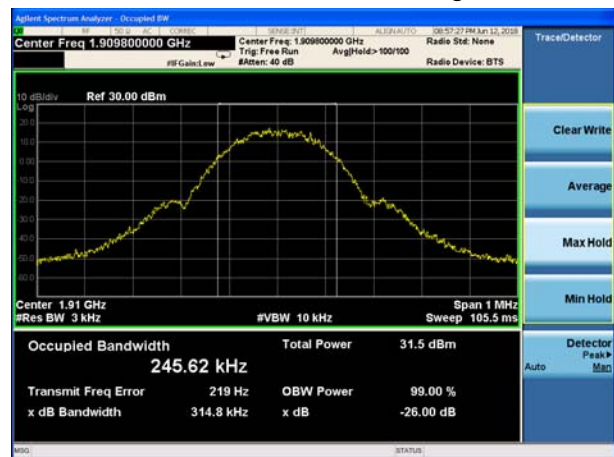 Agilent Spectrum Analyzer - Occupied BW
RF 50 Ω AC CORREC SENSE:INT ALIGN AUTO 08:57:27 PM Jun 12, 2018
Center Freq 1.909800000 GHz Center Freq: 1.909800000 GHz Radio Std: None Trace/Detector
Trig: Free Run Avg|Hold:> 100/100
#IFGain:Low #Atten: 40 dB Radio Device: BTS
10 dB/div Ref 30.00 dBm
Log
20.0
10.0
0.00
Clear Write
Average
Max Hold
Min Hold
Center 1.91 GHz Span 1 MHz
#Res BW 3 kHz #VBW 10 kHz Sweep 105.5 ms
Occupied Bandwidth Total Power 31.5 dBm
245.62 kHz
Detector
Peak▶
Auto Man
Transmit Freq Error 219 Hz OBW Power 99.00 %
x dB Bandwidth 314.8 kHz x dB -26.00 dB
MSG STATUS